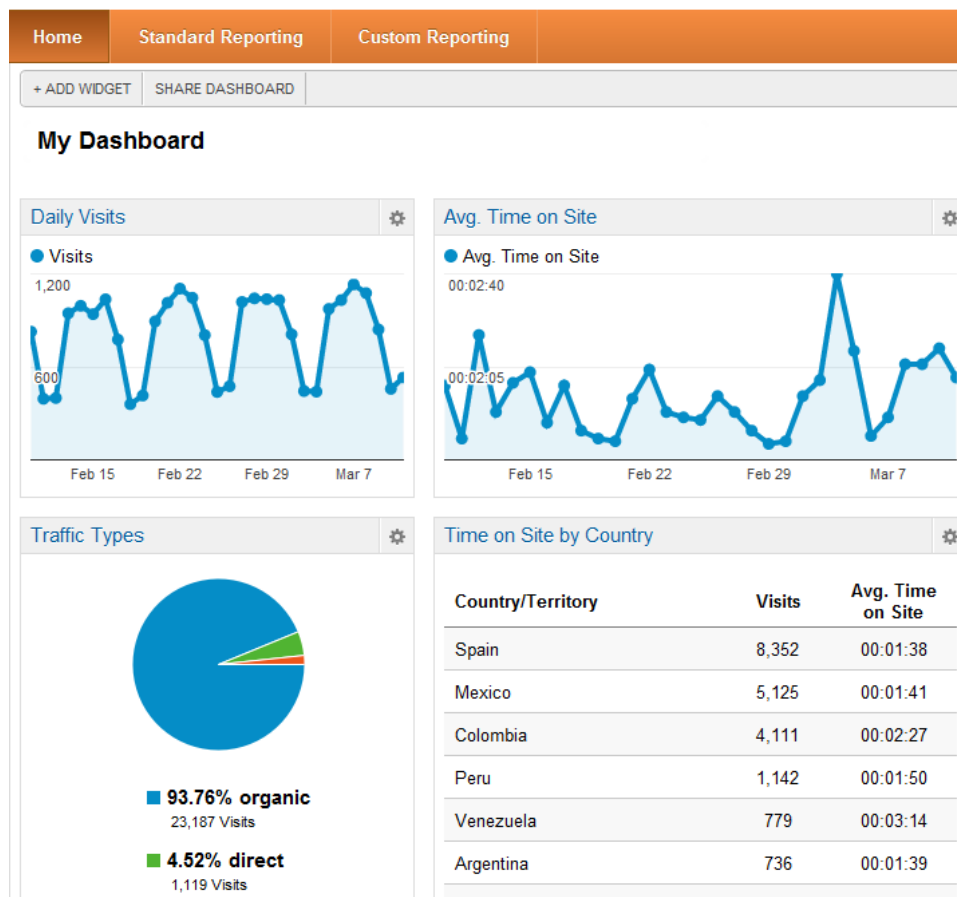 Home Standard Reporting Custom Reporting
+ ADD WIDGET SHARE DASHBOARD
My Dashboard
Daily Visits
Visits
1,200
600
Feb 15 Feb 22 Feb 29 Mar 7
Avg. Time on Site
Avg. Time on Site
00:02:40
00:02:05
Feb 15 Feb 22 Feb 29 Mar 7
Traffic Types
93.76% organic
23,187 Visits
4.52% direct
1,119 Visits
Time on Site by Country
Country/Territory Visits Avg. Time
on Site
Spain 8,352 00:01:38
Mexico 5,125 00:01:41
Colombia 4,111 00:02:27
Peru 1,142 00:01:50
Venezuela 779 00:03:14
Argentina 736 00:01:39